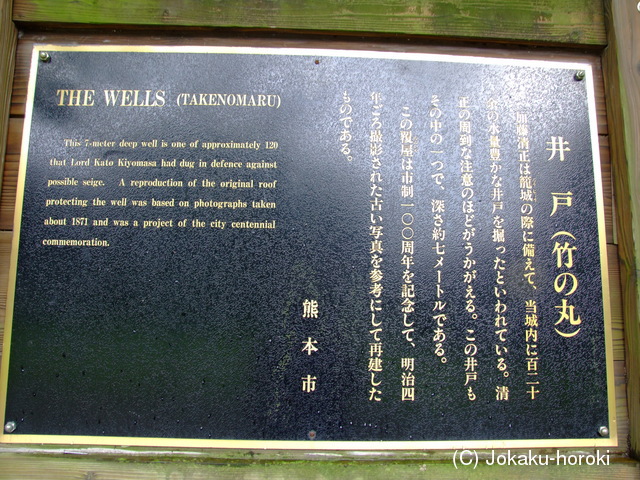 THE WELLS (TAKENOMARU)
This 7-meter deep well is one of approximately 120
that Lord Kato Kiyomasa had dug in defence against
possible seige. A reproduction of the original roof
protecting the well was based on photographs taken
about 1871 and was a project of the city centennial
commemoration.
井戸(竹の丸)
加藤清正は籠城の際に備えて、当城内に百二十
余の水量豊かな井戸を掘ったといわれている。清
正の周到な注意のほどがうかがえる。この井戸も
その中の一つで、深さ約七メートルである。
この覆屋は市制一〇〇周年を記念して、明治四
年ごろ撮影された古い写真を参考にして再建した
ものである。
熊本市
(C) Jokaku-horoki